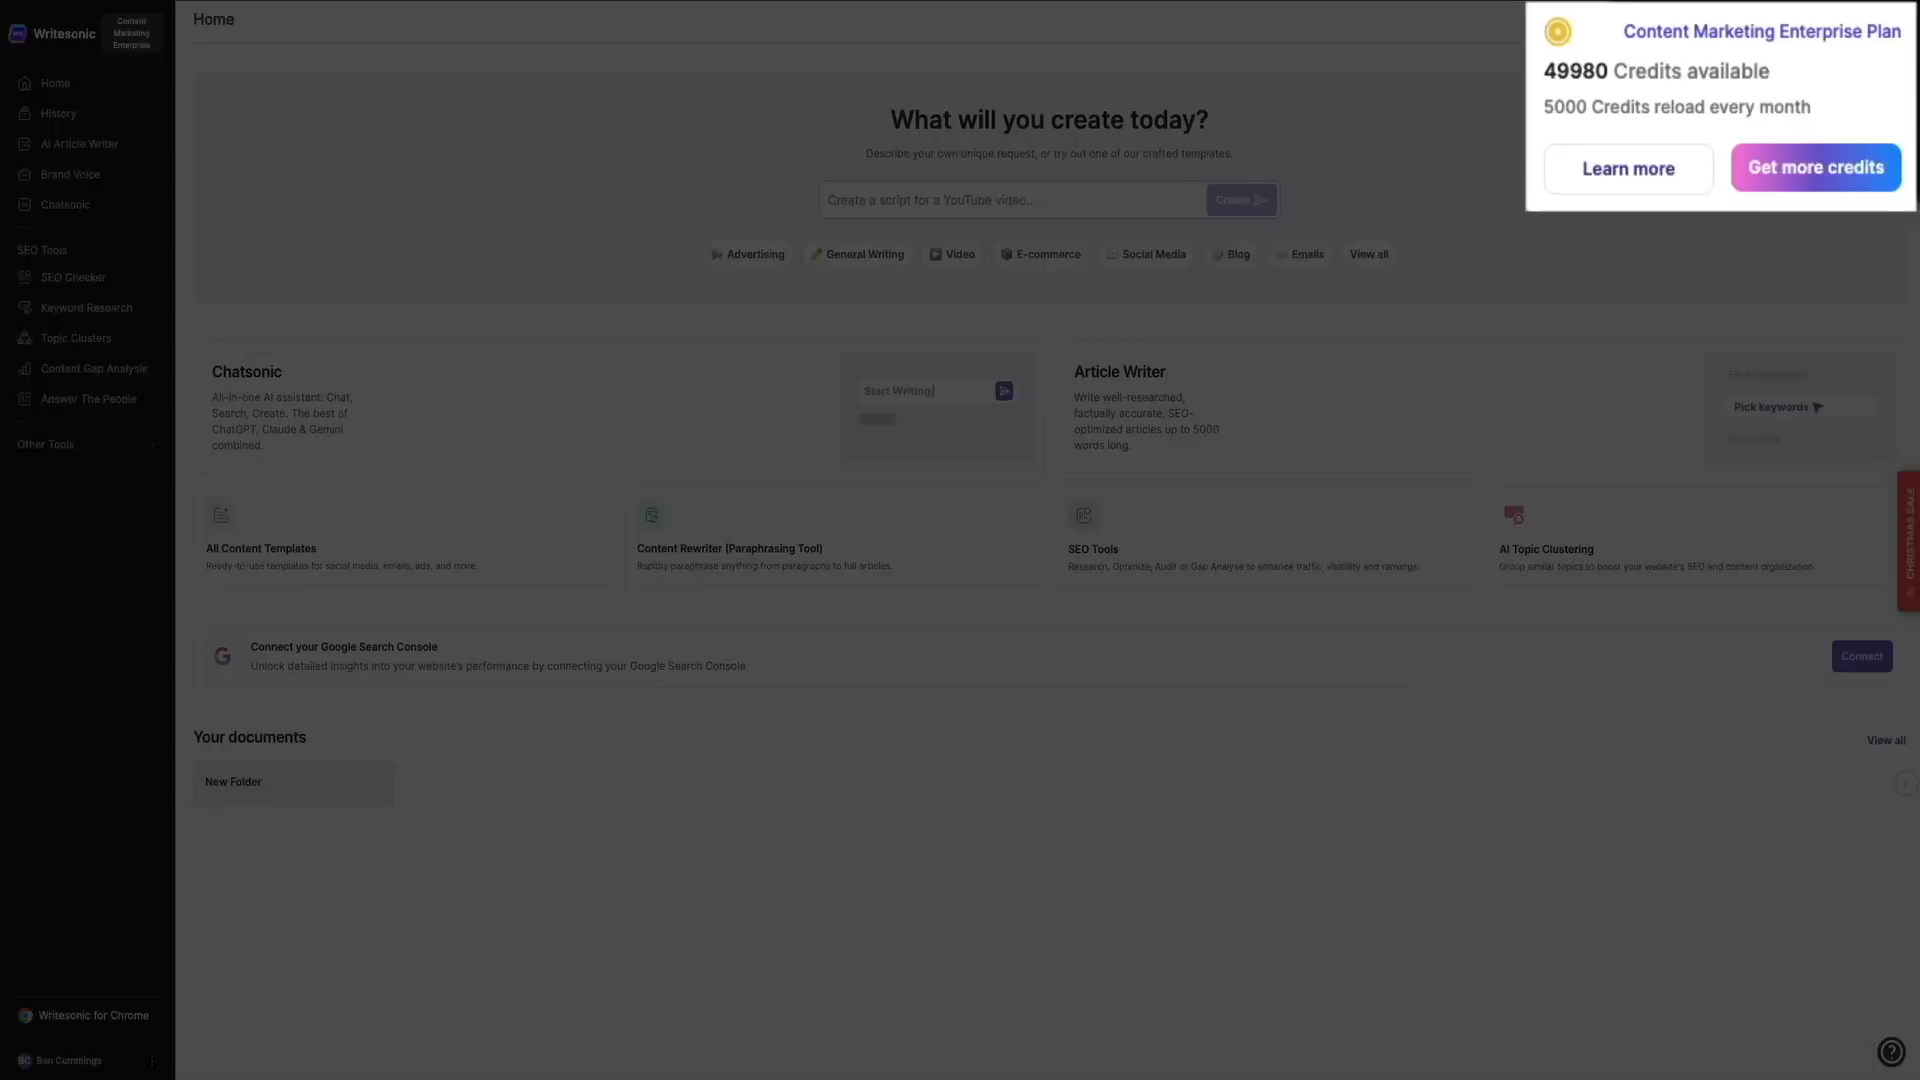 Writesonic
Content
Marketing
Enterprise
Home
History
AI Article Writer
Brand Voice
Chatsonic
SEO Tools
SEO Checker
Keyword Research
Topic Clusters
Content Gap Analysis
Answer The People
Other Tools
Writesonic for Chrome
BC Ben Cummings
Home
Content Marketing Enterprise Plan
49980 Credits available
5000 Credits reload every month
Learn more
Get more credits
What will you create today?
Describe your own unique request, or try out one of our crafted templates.
Create a script for a YouTube video...
Create
Advertising
General Writing
Video
E-commerce
Social Media
Blog
Emails
View all
Chatsonic
All-in-one AI assistant: Chat,
Search, Create. The best of
ChatGPT, Claude & Gemini
combined.
Start Writing
Article Writer
Write well-researched,
factually accurate, SEO-
optimized articles up to 5000
words long.
Pick keywords
All Content Templates
Ready-to-use templates for social media, emails, ads, and more.
Content Rewriter (Paraphrasing Tool)
Rapidly paraphrase anything from paragraphs to full articles.
SEO Tools
Research, Optimize, Audit or Gap Analyse to enhance traffic, visibility and rankings.
AI Topic Clustering
Group similar topics to boost your website's SEO and content organization.
CHRISTMAS SALE
Connect your Google Search Console
Unlock detailed insights into your website's performance by connecting your Google Search Console
Connect
Your documents
View all
New Folder